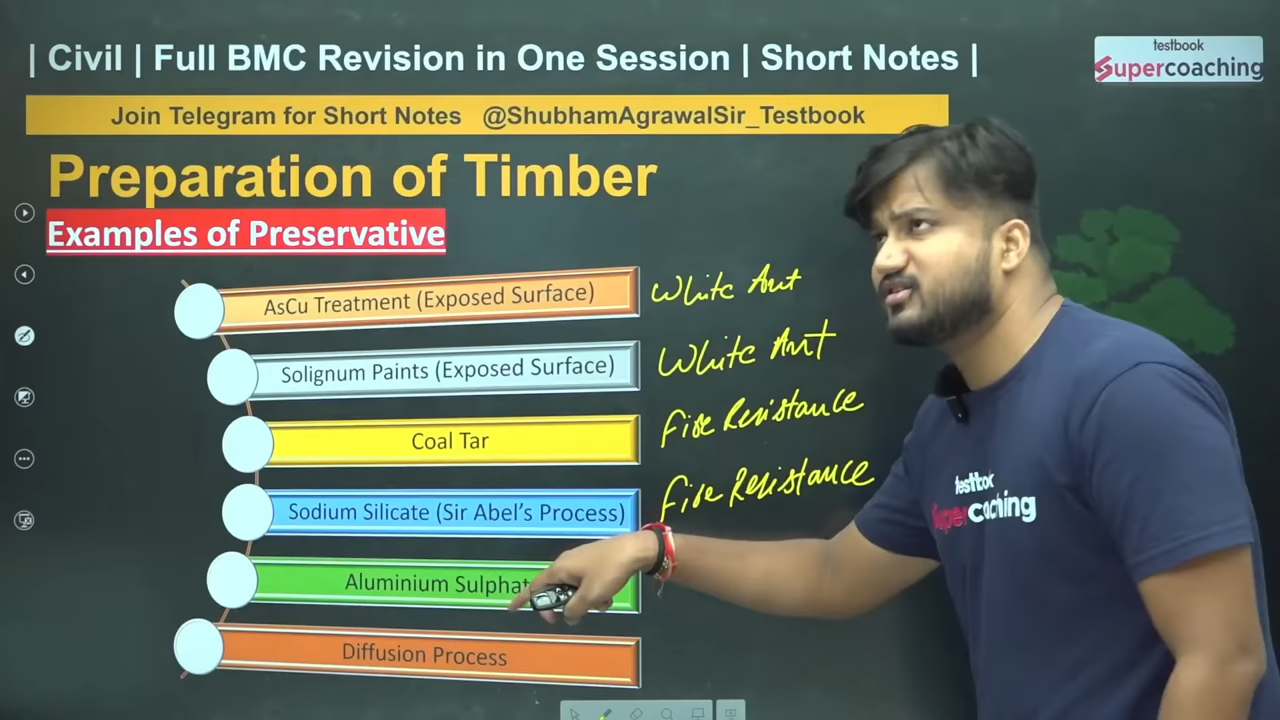 | Civil | Full BMC Revision in One Session | Short Notes |
testbook
Supercoaching
Join Telegram for Short Notes @ShubhamAgrawalSir_Testbook
Preparation of Timber
Examples of Preservative
AsCu Treatment (Exposed Surface) White Ant
Solignum Paints (Exposed Surface) White Ant
Coal Tar Fire Resistance
Sodium Silicate (Sir Abel's Process) Fire Resistance
Aluminium Sulphat
Diffusion Process
testbook
Supercoaching